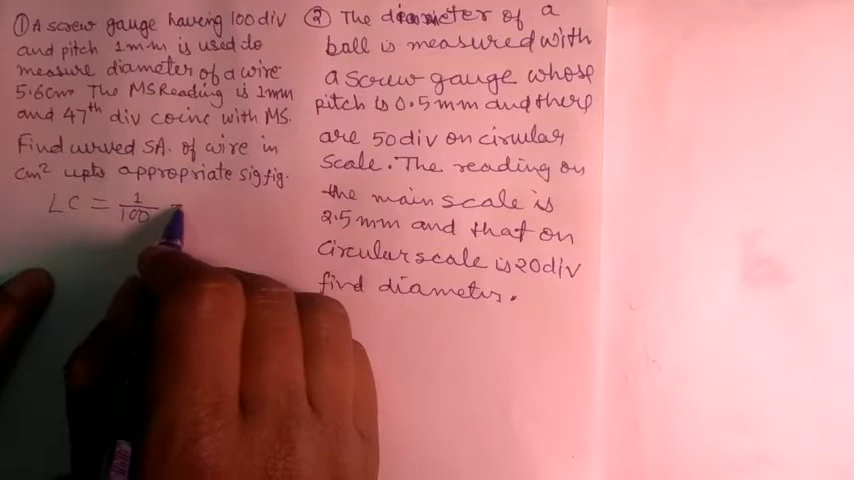 ① A screw gauge having 100 div
and pitch 1 mm is used to
measure diameter of a wire
5.6cm The MS Reading is 1mm
and 47th div coinc with MS.
Find curved SA. of wire in
cm² upto appropriate sig fig.
LC = 1/100 =
② The diameter of a
ball is measured with
a screw gauge whose
pitch is 0.5mm and there
are 50 div on cirular
scale. The reading on
the main scale is
2.5mm and that on
circular scale is 20div
find diameter.